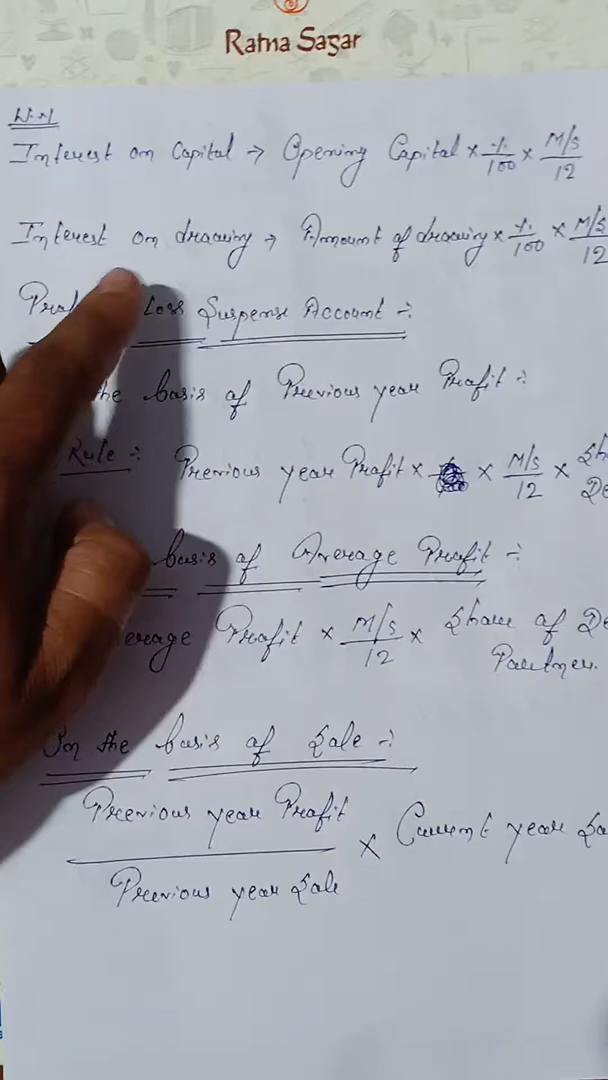 Ratna Sagar
W.N
Interest on Capital → Opening Capital × %/100 × M/s/12
Interest on drawing → Amount of drawing × %/100 × M/s/12
Loss Suspense Account :-
the basis of Previous year Profit :-
Rule :- Previous year Profit × × M/s/12 ×
basis of Average Profit :-
Profit × M/s/12 × Share of
Partner.
On the basis of Sale :-
Previous year Profit
× Current year
Previous year Sale